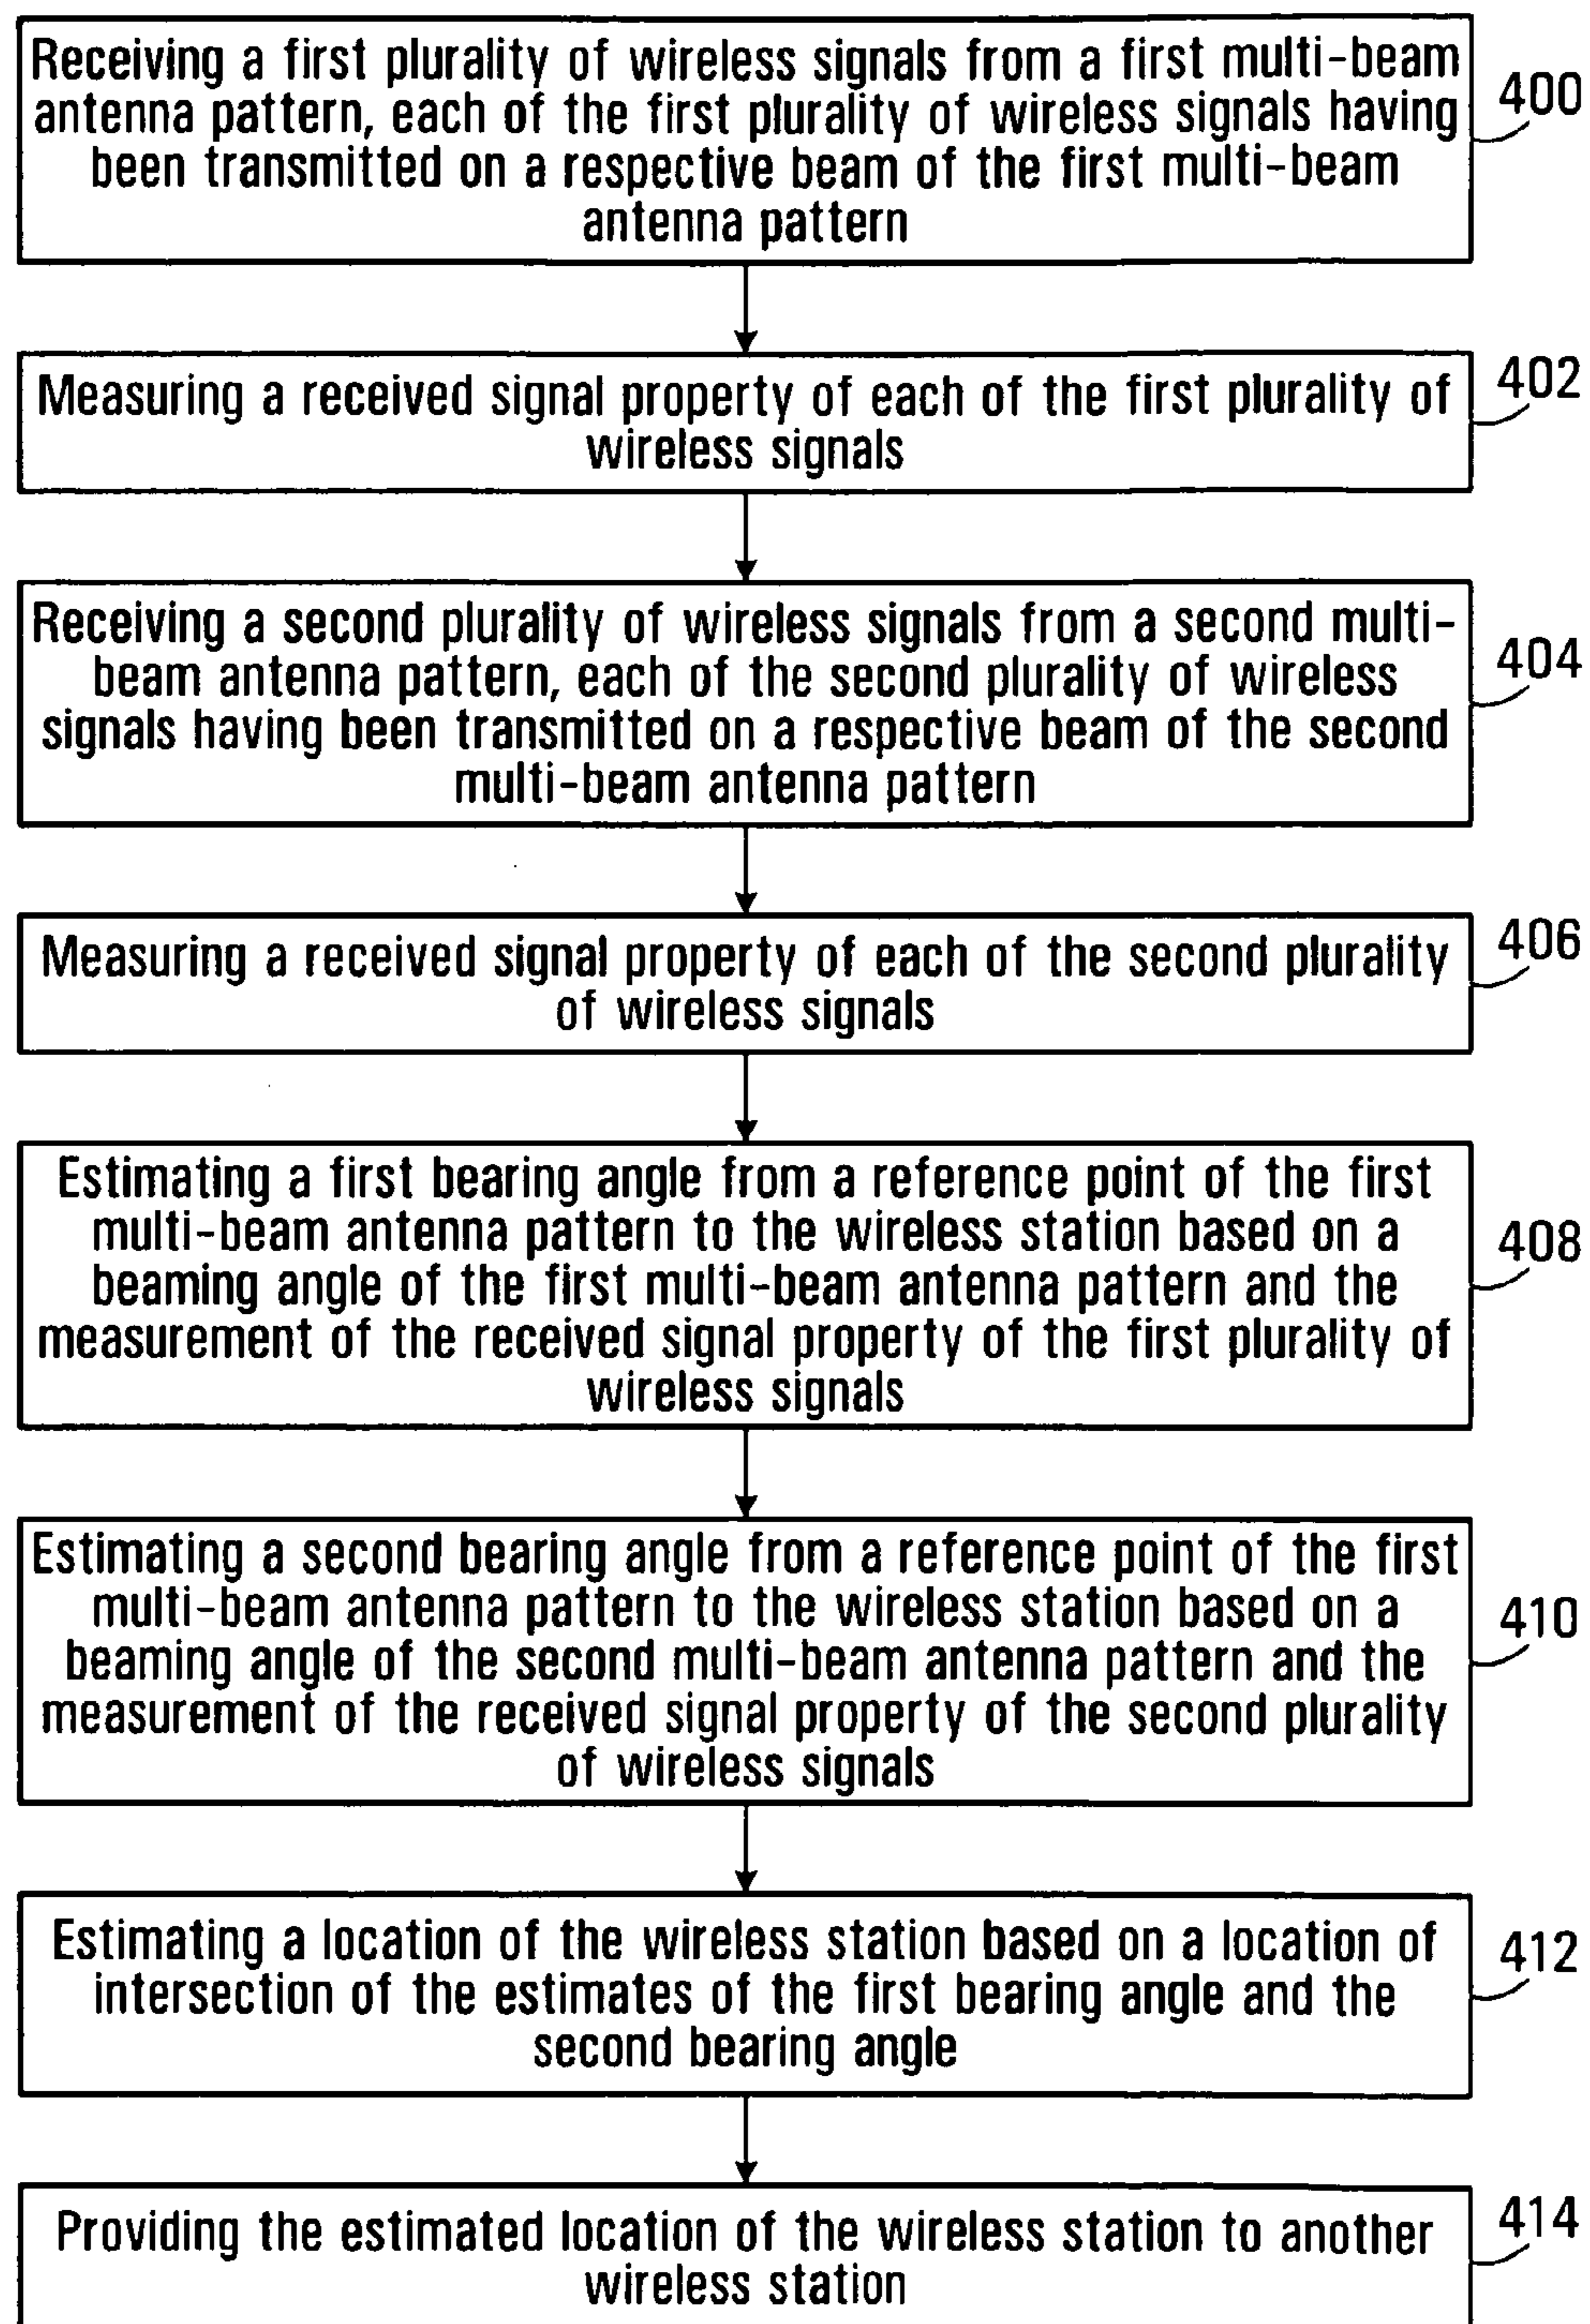 Receiving a first plurality of wireless signals from a first multi-beam
antenna pattern, each of the first plurality of wireless signals having
been transmitted on a respective beam of the first multi-beam
antenna pattern
400
Measuring a received signal property of each of the first plurality of
wireless signals
402
Receiving a second plurality of wireless signals from a second multi-
beam antenna pattern, each of the second plurality of wireless
signals having been transmitted on a respective beam of the second
multi-beam antenna pattern
404
Measuring a received signal property of each of the second plurality
of wireless signals
406
Estimating a first bearing angle from a reference point of the first
multi-beam antenna pattern to the wireless station based on a
beaming angle of the first multi-beam antenna pattern and the
measurement of the received signal property of the first plurality of
wireless signals
408
Estimating a second bearing angle from a reference point of the first
multi-beam antenna pattern to the wireless station based on a
beaming angle of the second multi-beam antenna pattern and the
measurement of the received signal property of the second plurality
of wireless signals
410
Estimating a location of the wireless station based on a location of
intersection of the estimates of the first bearing angle and the
second bearing angle
412
Providing the estimated location of the wireless station to another
wireless station
414